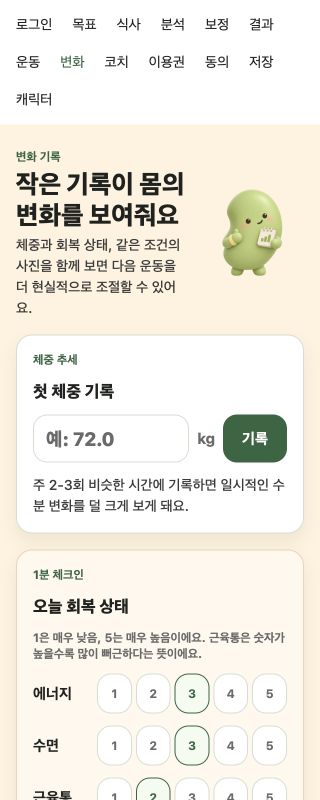 로그인 목표 식사 분석 보정 결과
운동 변화 코치 이용권 동의 저장
캐릭터
변화 기록
작은 기록이 몸의
변화를 보여줘요
체중과 회복 상태, 같은 조건의
사진을 함께 보면 다음 운동을
더 현실적으로 조절할 수 있어
요.
체중 추세
첫 체중 기록
예: 72.0 kg 기록
주 2-3회 비슷한 시간에 기록하면 일시적인 수
분 변화를 덜 크게 보게 돼요.
1분 체크인
오늘 회복 상태
1은 매우 낮음, 5는 매우 높음이에요. 근육통은 숫자가
높을수록 많이 뻐근하다는 뜻이에요.
에너지 1 2 3 4 5
수면 1 2 3 4 5
근육통 1 2 3 4 5